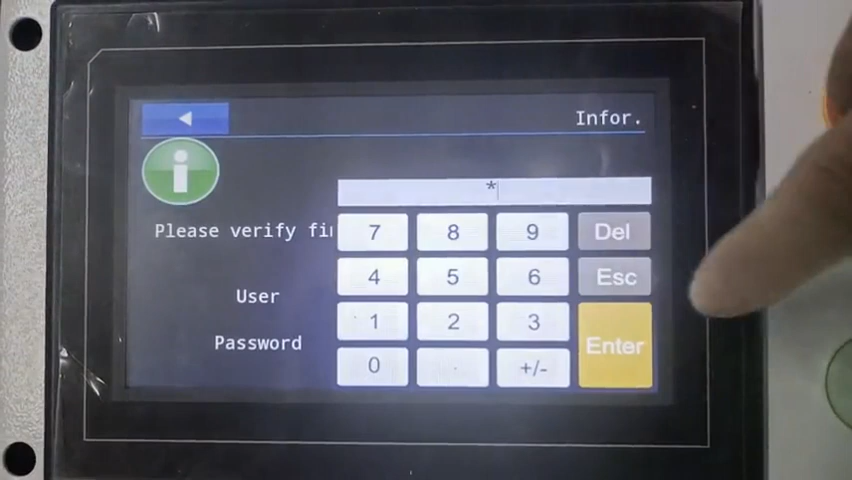 Infor.
*
Please verify fi
7 8 9 Del
4 5 6 Esc
User
1 2 3 Enter
Password
0 . +/-